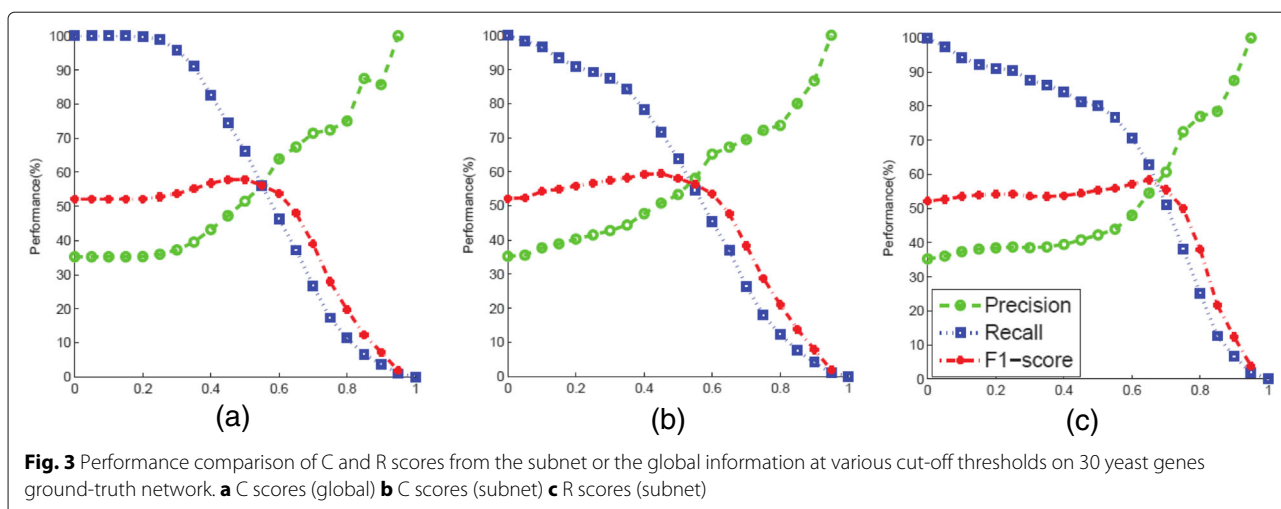 100
90
80
70
60
50
40
30
20
10
0
Performance(%)
0 0.2 0.4 0.6 0.8 1
(a)
100
90
80
70
60
50
40
30
20
10
0
Performance(%)
0 0.2 0.4 0.6 0.8 1
(b)
100
90
80
70
60
50
40
30
20
10
0
Performance(%)
0 0.2 0.4 0.6 0.8 1
(c)
Precision
Recall
F1-score
Fig. 3 Performance comparison of C and R scores from the subnet or the global information at various cut-off thresholds on 30 yeast genes
ground-truth network. a C scores (global) b C scores (subnet) c R scores (subnet)